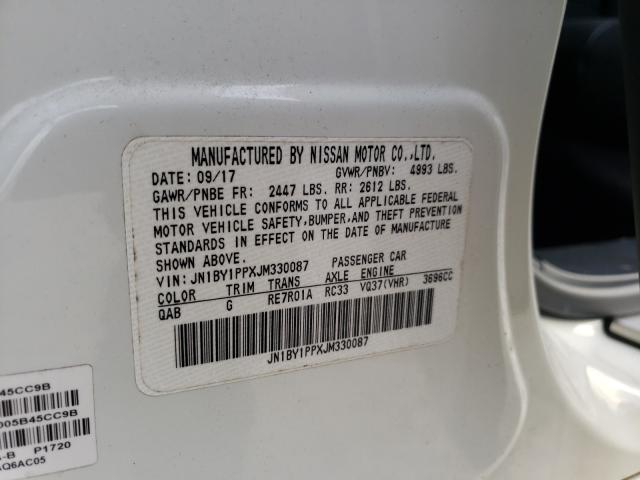 MANUFACTURED BY NISSAN MOTOR CO.,LTD.
DATE: 09/17 GVWR/PNBV: 4993 LBS.
GAWR/PNBE FR: 2447 LBS. RR: 2612 LBS.
THIS VEHICLE CONFORMS TO ALL APPLICABLE FEDERAL
MOTOR VEHICLE SAFETY,BUMPER,AND THEFT PREVENTION
STANDARDS IN EFFECT ON THE DATE OF MANUFACTURE
SHOWN ABOVE.
VIN: JN1BY1PPXJM330087 PASSENGER CAR
COLOR TRIM TRANS AXLE ENGINE
QAB G RE7R01A RC33 VQ37(VHR) 3696CC
JN1BY1PPXJM330087
45CC9B
005B45CC9B
-B P1720
Q6AC05